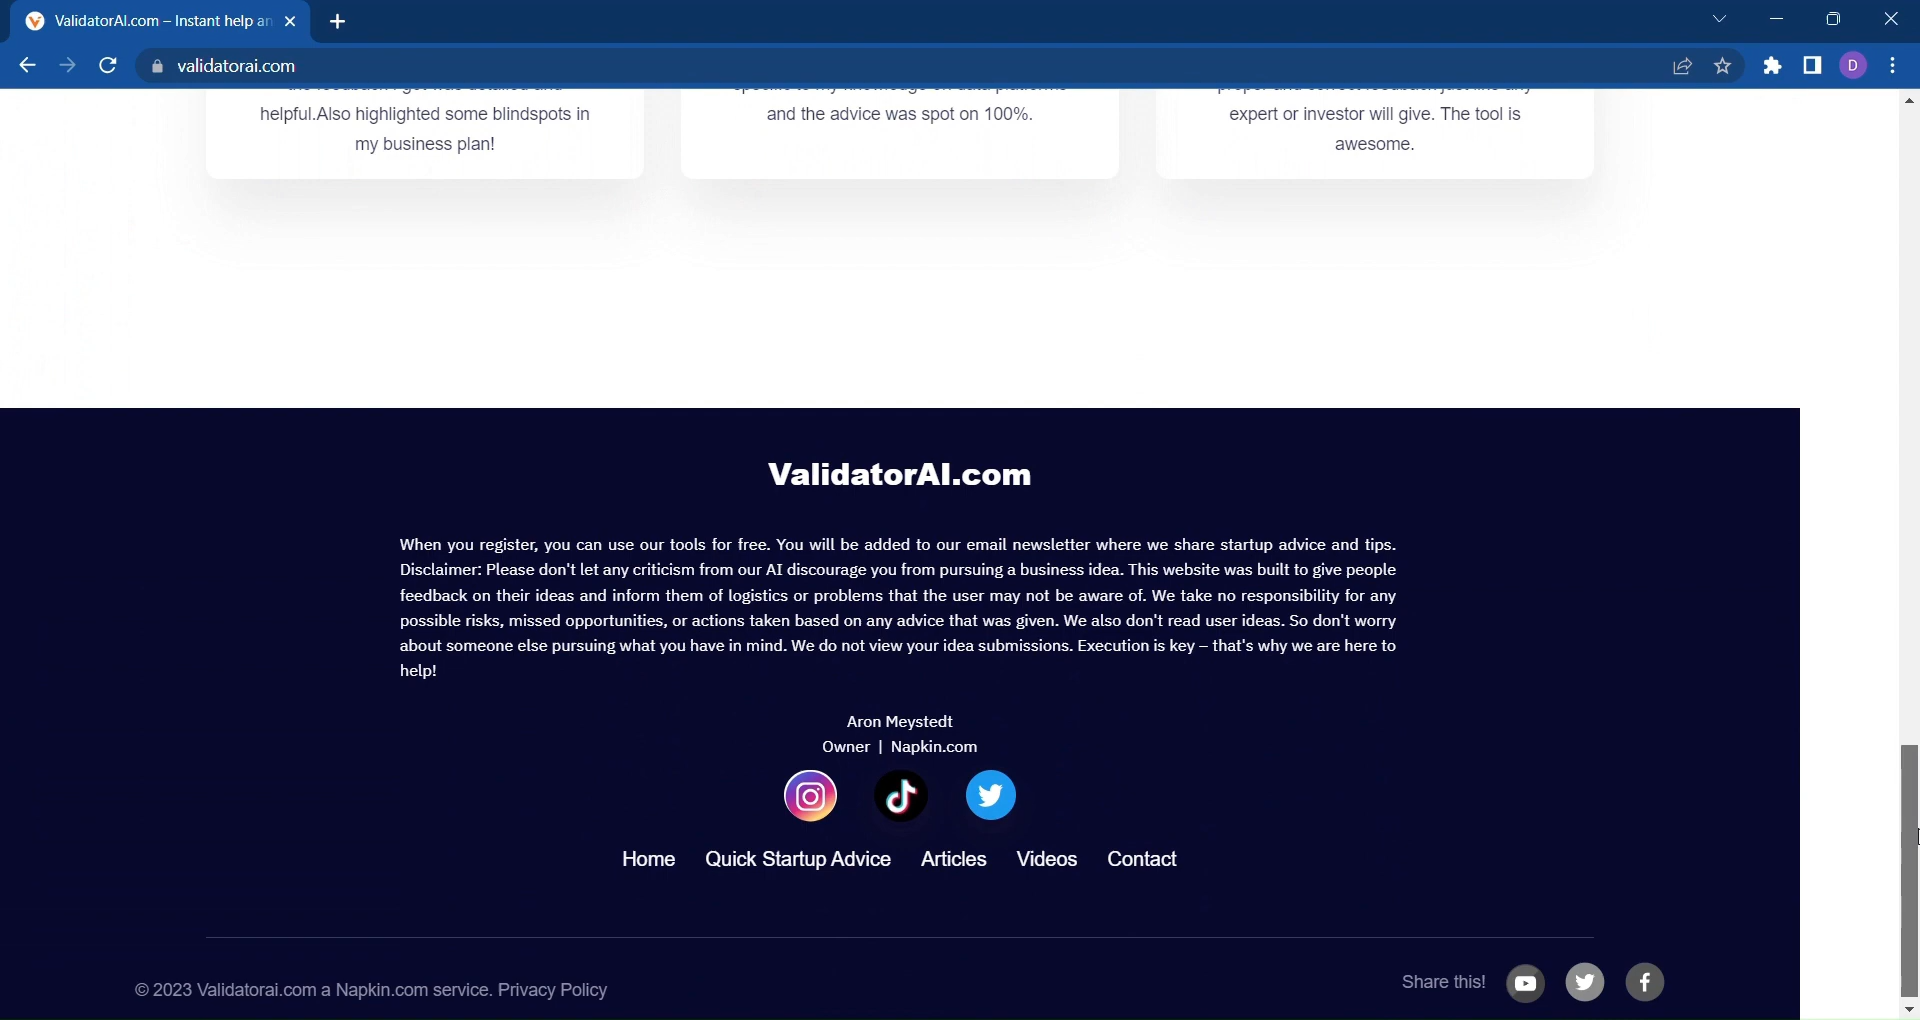 ValidatorAI.com – Instant help an
validatorai.com
D
helpful.Also highlighted some blindspots in
my business plan!
and the advice was spot on 100%.
expert or investor will give. The tool is
awesome.
ValidatorAI.com
When you register, you can use our tools for free. You will be added to our email newsletter where we share startup advice and tips.
Disclaimer: Please don't let any criticism from our AI discourage you from pursuing a business idea. This website was built to give people
feedback on their ideas and inform them of logistics or problems that the user may not be aware of. We take no responsibility for any
possible risks, missed opportunities, or actions taken based on any advice that was given. We also don't read user ideas. So don't worry
about someone else pursuing what you have in mind. We do not view your idea submissions. Execution is key – that's why we are here to
help!
Aron Meystedt
Owner | Napkin.com
Home Quick Startup Advice Articles Videos Contact
© 2023 Validatorai.com a Napkin.com service. Privacy Policy
Share this!